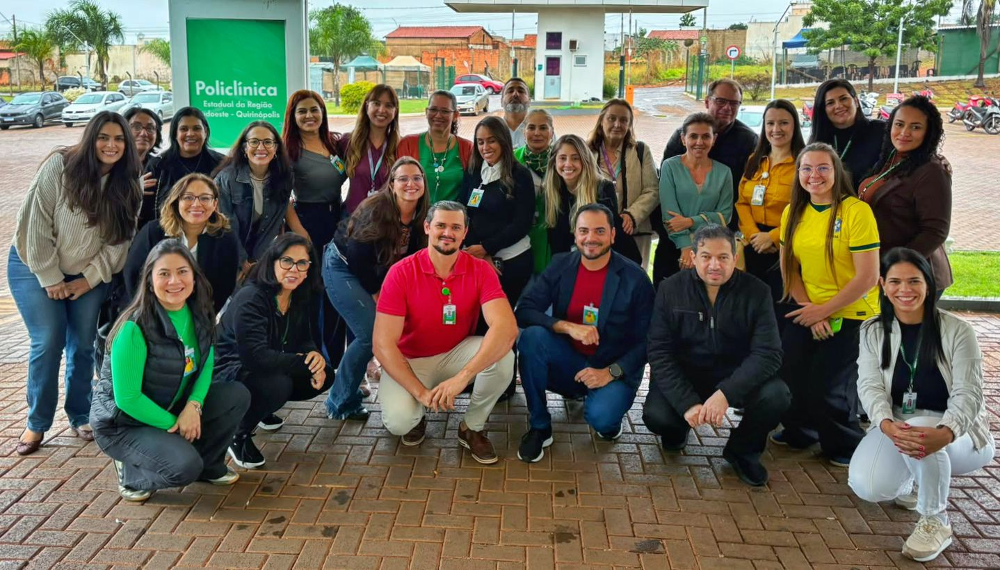 Policlínica
Estadual da Região
Sudoeste - Quirinópolis